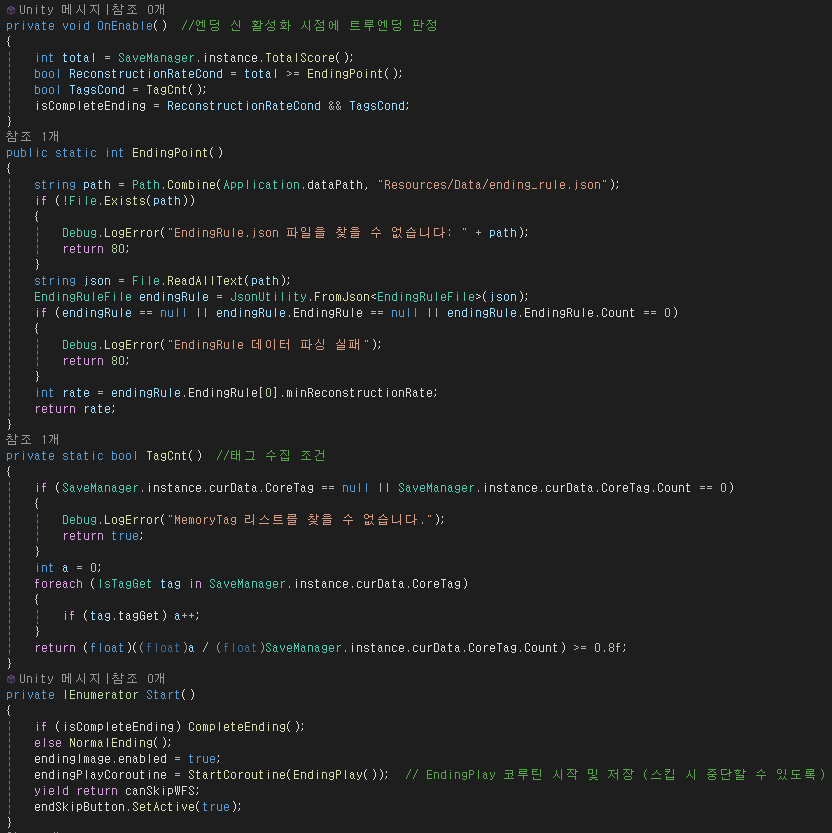 Unity 메시지|참조 0개
private void OnEnable()  //엔딩 신 활성화 시점에 트루엔딩 판정
{
    int total = SaveManager.instance.TotalScore();
    bool ReconstructionRateCond = total >= EndingPoint();
    bool TagsCond = TagCnt();
    isCompleteEnding = ReconstructionRateCond && TagsCond;
}
참조 1개
public static int EndingPoint()
{
    string path = Path.Combine(Application.dataPath, "Resources/Data/ending_rule.json");
    if (!File.Exists(path))
    {
        Debug.LogError("EndingRule.json 파일을 찾을 수 없습니다: " + path);
        return 80;
    }
    string json = File.ReadAllText(path);
    EndingRuleFile endingRule = JsonUtility.FromJson<EndingRuleFile>(json);
    if (endingRule == null || endingRule.EndingRule == null || endingRule.EndingRule.Count == 0)
    {
        Debug.LogError("EndingRule 데이터 파싱 실패");
        return 80;
    }
    int rate = endingRule.EndingRule[0].minReconstructionRate;
    return rate;
}
참조 1개
private static bool TagCnt()  //태그 수집 조건
{
    if (SaveManager.instance.curData.CoreTag == null || SaveManager.instance.curData.CoreTag.Count == 0)
    {
        Debug.LogError("MemoryTag 리스트를 찾을 수 없습니다.");
        return true;
    }
    int a = 0;
    foreach (IsTagGet tag in SaveManager.instance.curData.CoreTag)
    {
        if (tag.tagGet) a++;
    }
    return (float)((float)a / (float)SaveManager.instance.curData.CoreTag.Count) >= 0.8f;
}
Unity 메시지|참조 0개
private IEnumerator Start()
{
    if (isCompleteEnding) CompleteEnding();
    else NormalEnding();
    endingImage.enabled = true;
    endingPlayCoroutine = StartCoroutine(EndingPlay());  // EndingPlay 코루틴 시작 및 저장 (스킵 시 중단할 수 있도록)
    yield return canSkipWFS;
    endSkipButton.SetActive(true);
}